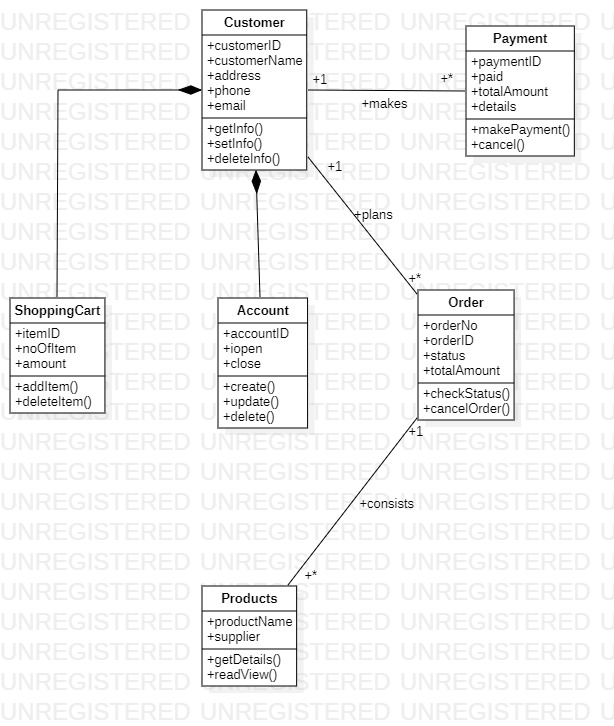 Customer
+customerID
+customerName
+address
+phone
+email
+getInfo()
+setInfo()
+deleteInfo()
Payment
+paymentID
+paid
+totalAmount
+details
+makePayment()
+cancel()
+1
+*
+makes
+1
+plans
+*
ShoppingCart
+itemID
+noOfItem
+amount
+addItem()
+deleteItem()
Account
+accountID
+iopen
+close
+create()
+update()
+delete()
Order
+orderNo
+orderID
+status
+totalAmount
+checkStatus()
+cancelOrder()
+1
+consists
+*
Products
+productName
+supplier
+getDetails()
+readView()
UNREGISTERED